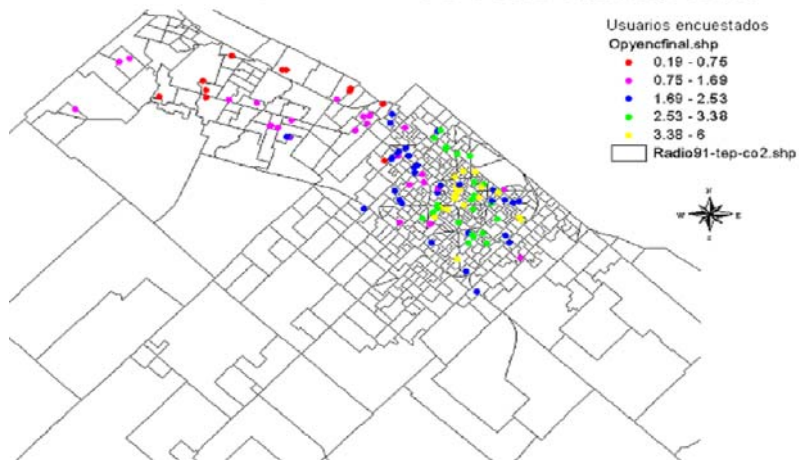 Usuarios encuestados
Opyencfinal.shp
0.19 - 0.75
0.75 - 1.69
1.69 - 2.53
2.53 - 3.38
3.38 - 6
Radio91-tep-co2.shp
N
W E
S